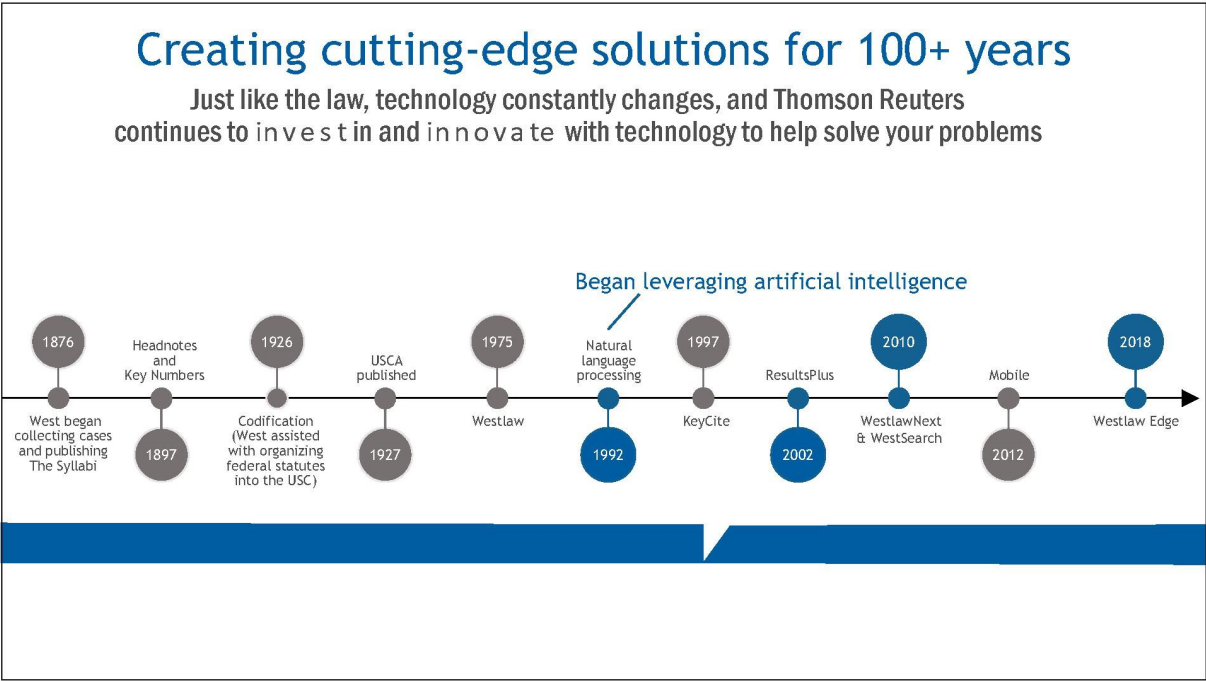 Creating cutting-edge solutions for 100+ years
Just like the law, technology constantly changes, and Thomson Reuters
continues to invest in and innovate with technology to help solve your problems
Began leveraging artificial intelligence
1876
West began
collecting cases
and publishing
The Syllabi
Headnotes
and
Key Numbers
1897
1926
Codification
(West assisted
with organizing
federal statutes
into the USC)
USCA
published
1927
1975
Westlaw
Natural
language
processing
1992
1997
KeyCite
ResultsPlus
2002
2010
WestlawNext
& WestSearch
Mobile
2012
2018
Westlaw Edge